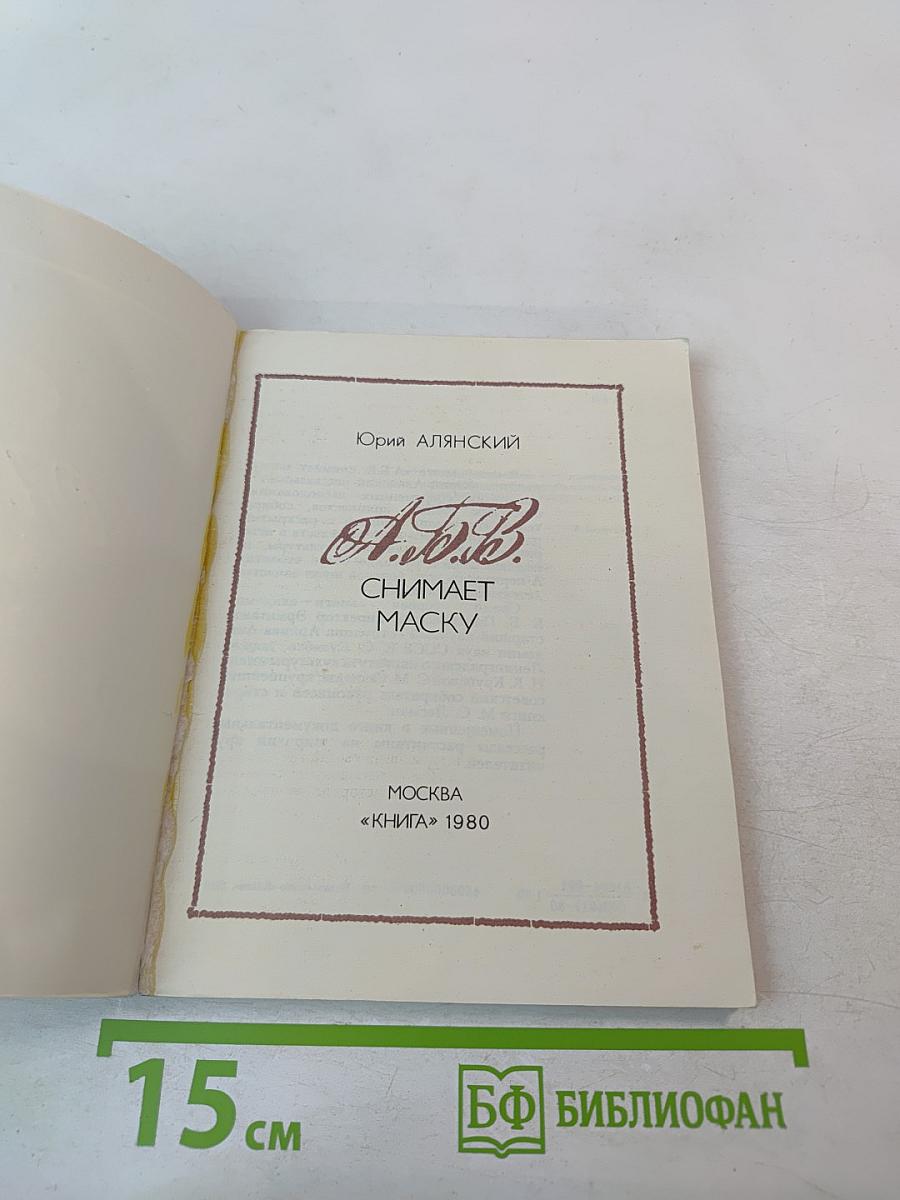 Юрий АЛЯНСКИЙ
А.Б.В.
СНИМАЕТ
МАСКУ
МОСКВА
«КНИГА» 1980
15 см
БФ БИБЛИОФАН